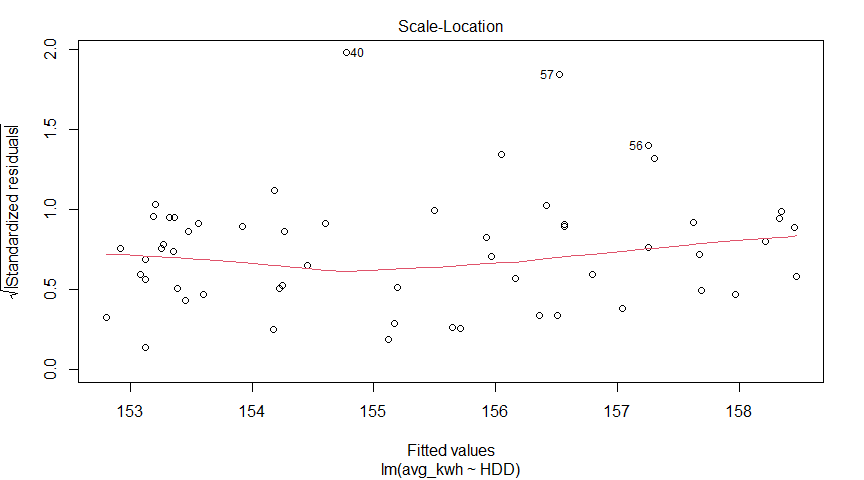 Scale-Location
√|Standardized residuals|
2.0
1.5
1.0
0.5
0.0
40
57
56
153 154 155 156 157 158
Fitted values
lm(avg_kwh ~ HDD)